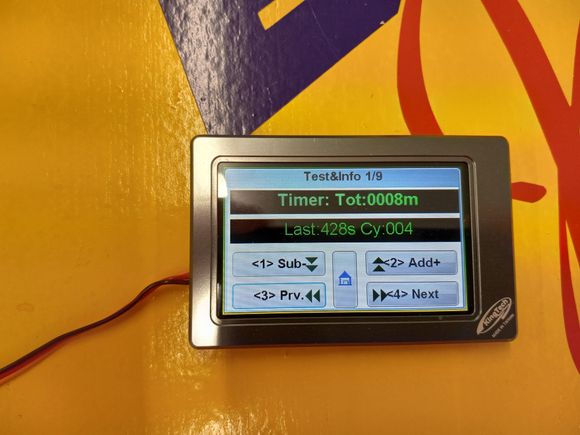 Test&Info 1/9
Timer: Tot:0008m
Last:428s Cy:004
<1> Sub-
<2> Add+
<3> Prv.
<4> Next
KingTech